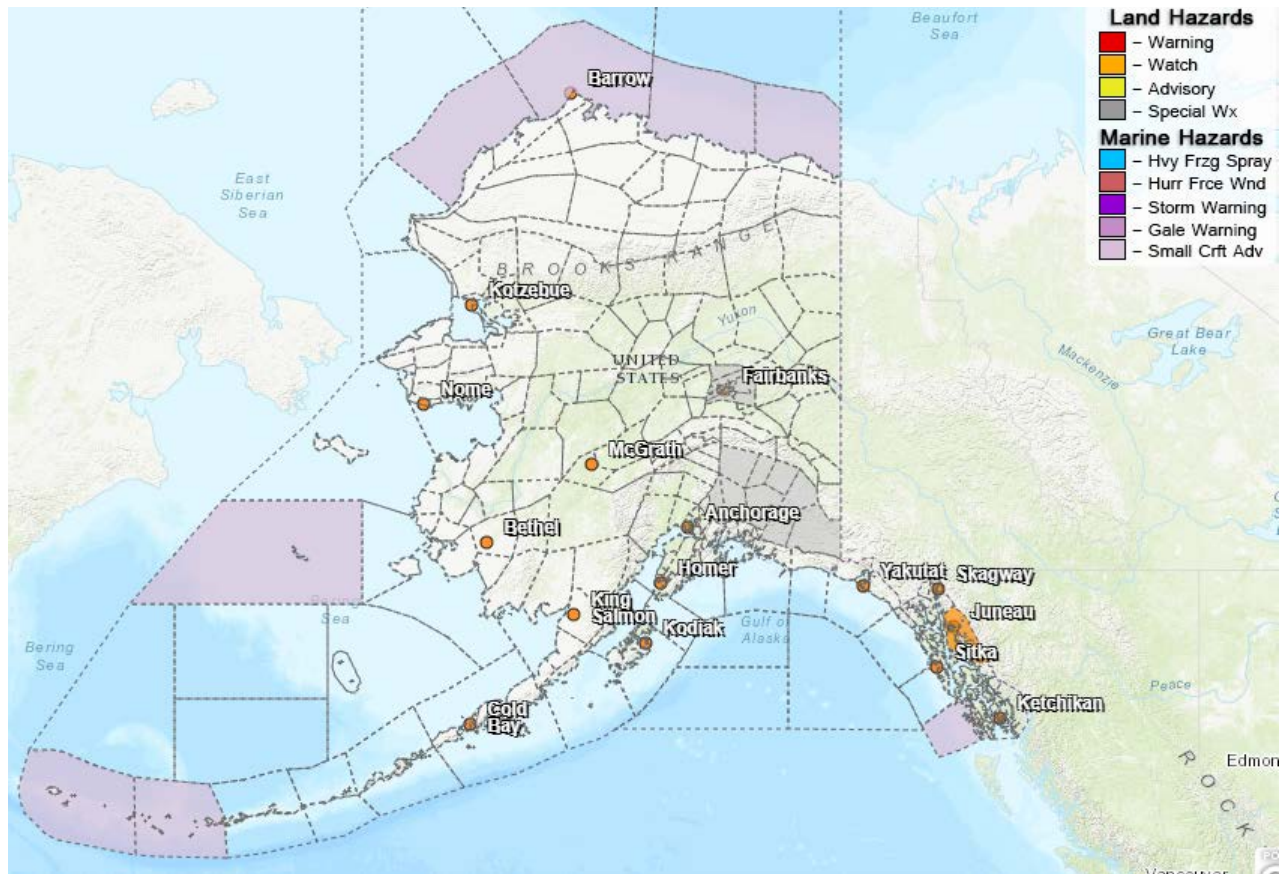 Land Hazards
– Warning
– Watch
– Advisory
– Special Wx
Marine Hazards
– Hvy Frzg Spray
– Hurr Frce Wnd
– Storm Warning
– Gale Warning
– Small Crft Adv
Beaufort
Sea
Barrow
East
Siberian
Sea
BROOKS RANGE
Kotzebue
Yukon
Great Bear
Lake
Mackenzie
UNITED
STATES
Fairbanks
Nome
McGrath
Anchorage
Bethel
Homer
Yakutat
Skagway
King
Salmon
Juneau
Kodiak
Gulf of
Alaska
Bering
Sea
Sitka
Bering
Sea
Peace
Ketchikan
Cold
Bay
Edmon
ROCK
Vancouver